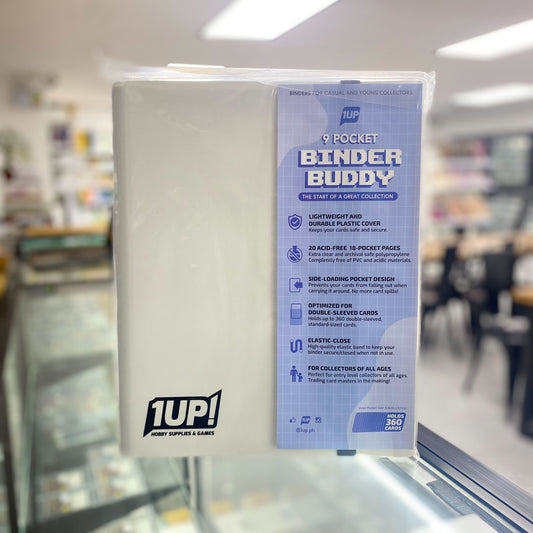 BINDERS FOR CASUAL AND YOUNG COLLECTORS
1UP
9 POCKET
BINDER
BUDDY
THE START OF A GREAT COLLECTION
LIGHTWEIGHT AND
DURABLE PLASTIC COVER
Keeps your cards safe and secure.
20 ACID-FREE 18-POCKET PAGES
Extra clear and archival safe polypropylene
Completely free of PVC and acidic materials.
SIDE-LOADING POCKET DESIGN
Prevents your cards from falling out when
carrying it around. No more card spills!
OPTIMIZED FOR
DOUBLE-SLEEVED CARDS
Holds up to 360 double-sleeved,
standard-sized cards.
ELASTIC-CLOSE
High-quality elastic band to keep your
binder secure/closed when not in use.
FOR COLLECTORS OF ALL AGES
Perfect for entry level collectors of all ages.
Trading card masters in the making!
1UP
@1up.ph
HOLDS
360
CARDS
1UP!
HOBBY SUPPLIES & GAMES